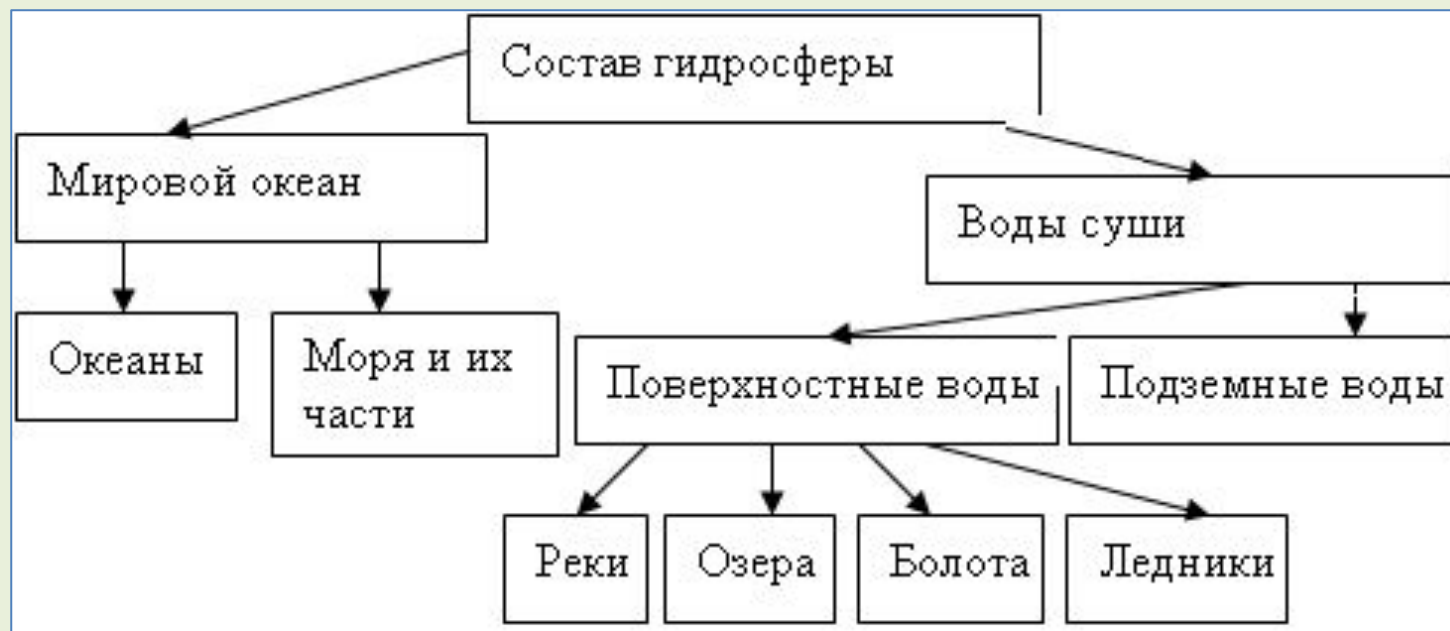 Состав гидросферы
Мировой океан
Воды суши
Океаны
Моря и их
части
Поверхностные воды
Подземные воды
Реки
Озера
Болота
Ледники